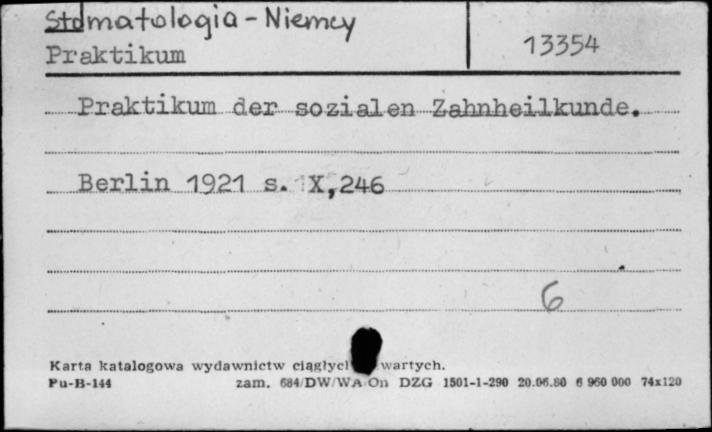 Stomatologia - Niemcy
13354
Praktikum
Praktikum der sozialen Zahnheilkunde.
Berlin 1921 s. X,246
6
Karta katalogowa wydawnictw ciągłych wartych.
Pu-B-144 zam. 684/DW/WA/On DZG 1501-1-290 20.06.80 6 960 000 74x120